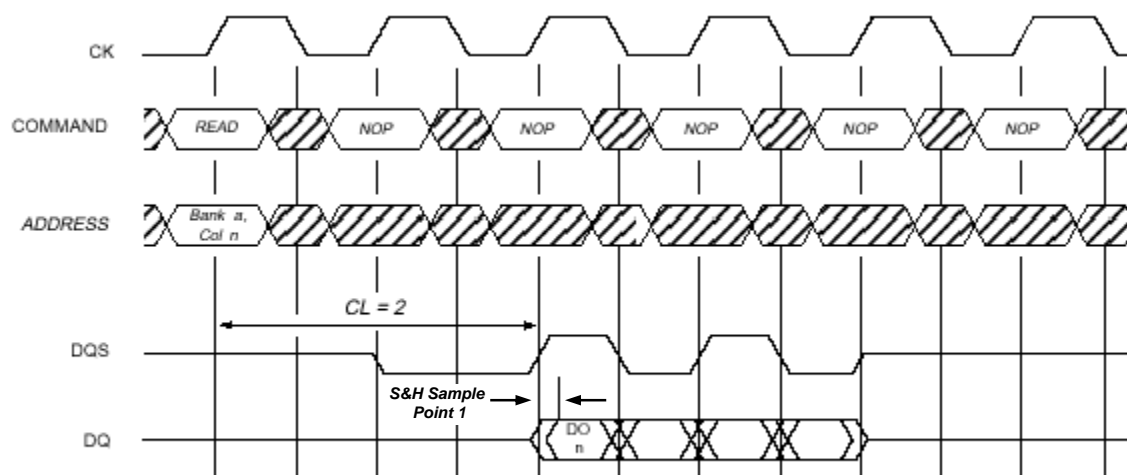 CK
COMMAND
READ
NOP
NOP
NOP
NOP
NOP
ADDRESS
Bank a,
Col n
CL = 2
DQS
S&H Sample
Point 1
DQ
DO
n